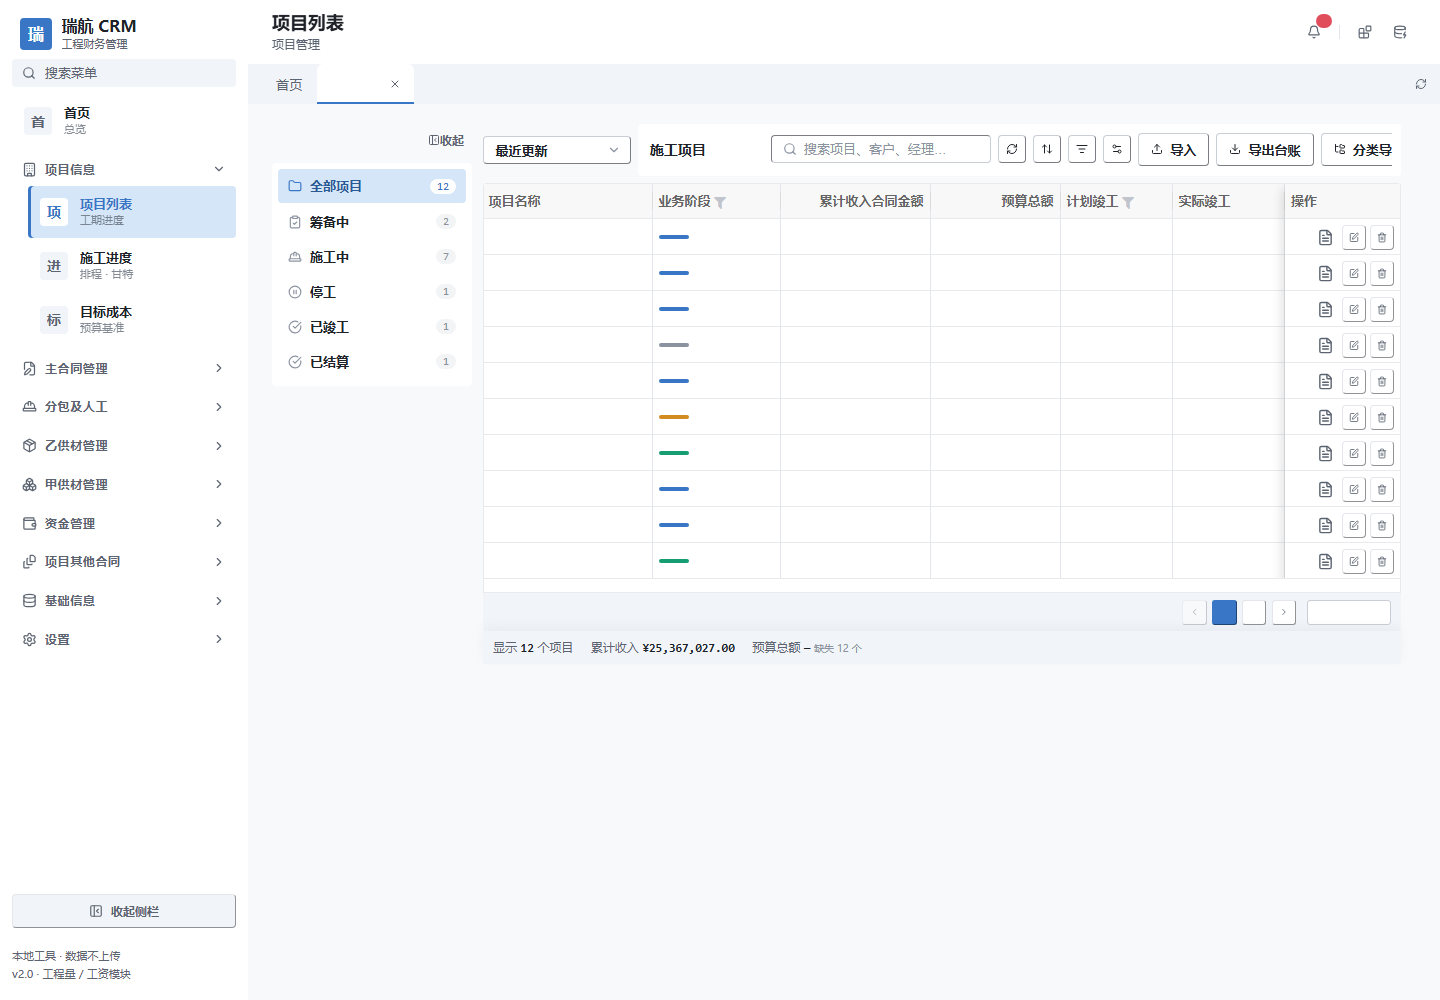 瑞
瑞航 CRM
工程财务管理
搜索菜单
首
首页
总览
项目信息
项
项目列表
工期进度
进
施工进度
排程 · 甘特
标
目标成本
预算基准
主合同管理
分包及人工
乙供材管理
甲供材管理
资金管理
项目其他合同
基础信息
设置
收起侧栏
本地工具 · 数据不上传
v2.0 · 工程量 / 工资模块
项目列表
项目管理
首页
收起
全部项目 12
筹备中 2
施工中 7
停工 1
已竣工 1
已结算 1
最近更新
施工项目
搜索项目、客户、经理...
导入
导出台账
分类导
项目名称 业务阶段 累计收入合同金额 预算总额 计划竣工 实际竣工 操作
显示 12 个项目 累计收入 ¥25,367,027.00 预算总额 – 缺失 12 个